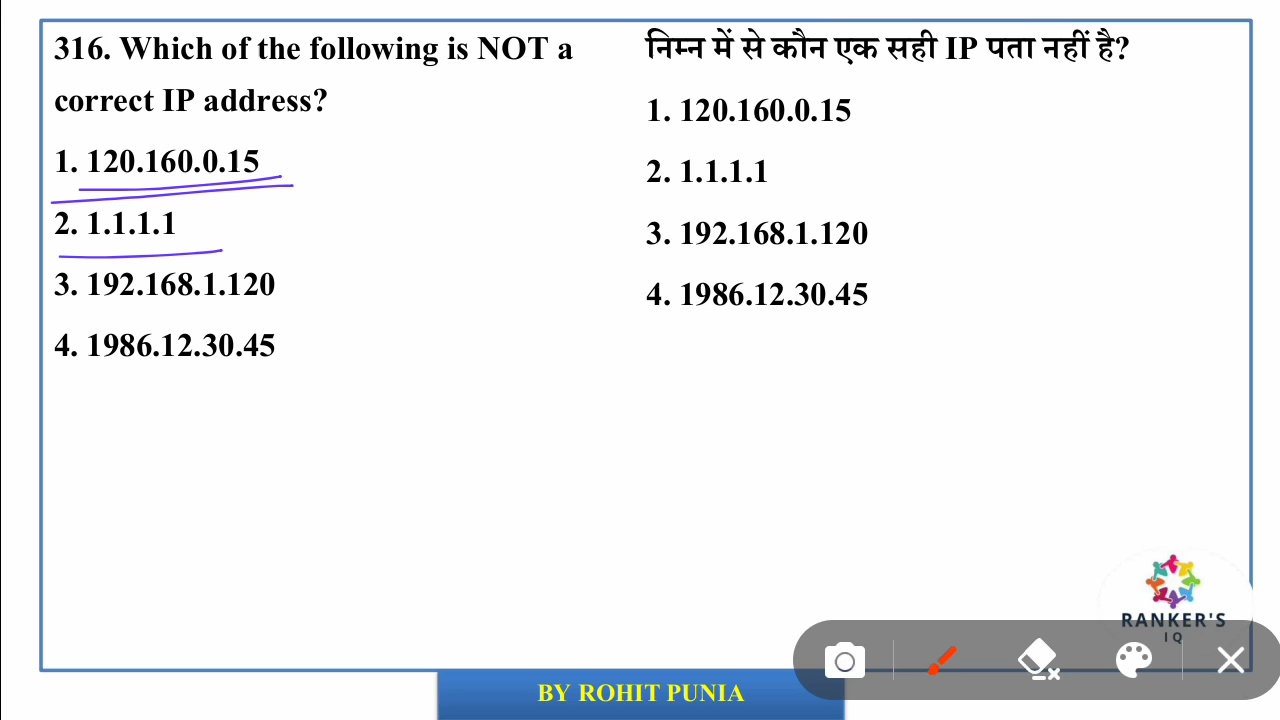 316. Which of the following is NOT a
correct IP address?
1. 120.160.0.15
2. 1.1.1.1
3. 192.168.1.120
4. 1986.12.30.45
निम्न में से कौन एक सही IP पता नहीं है?
1. 120.160.0.15
2. 1.1.1.1
3. 192.168.1.120
4. 1986.12.30.45
RANKER'S
IQ
BY ROHIT PUNIA